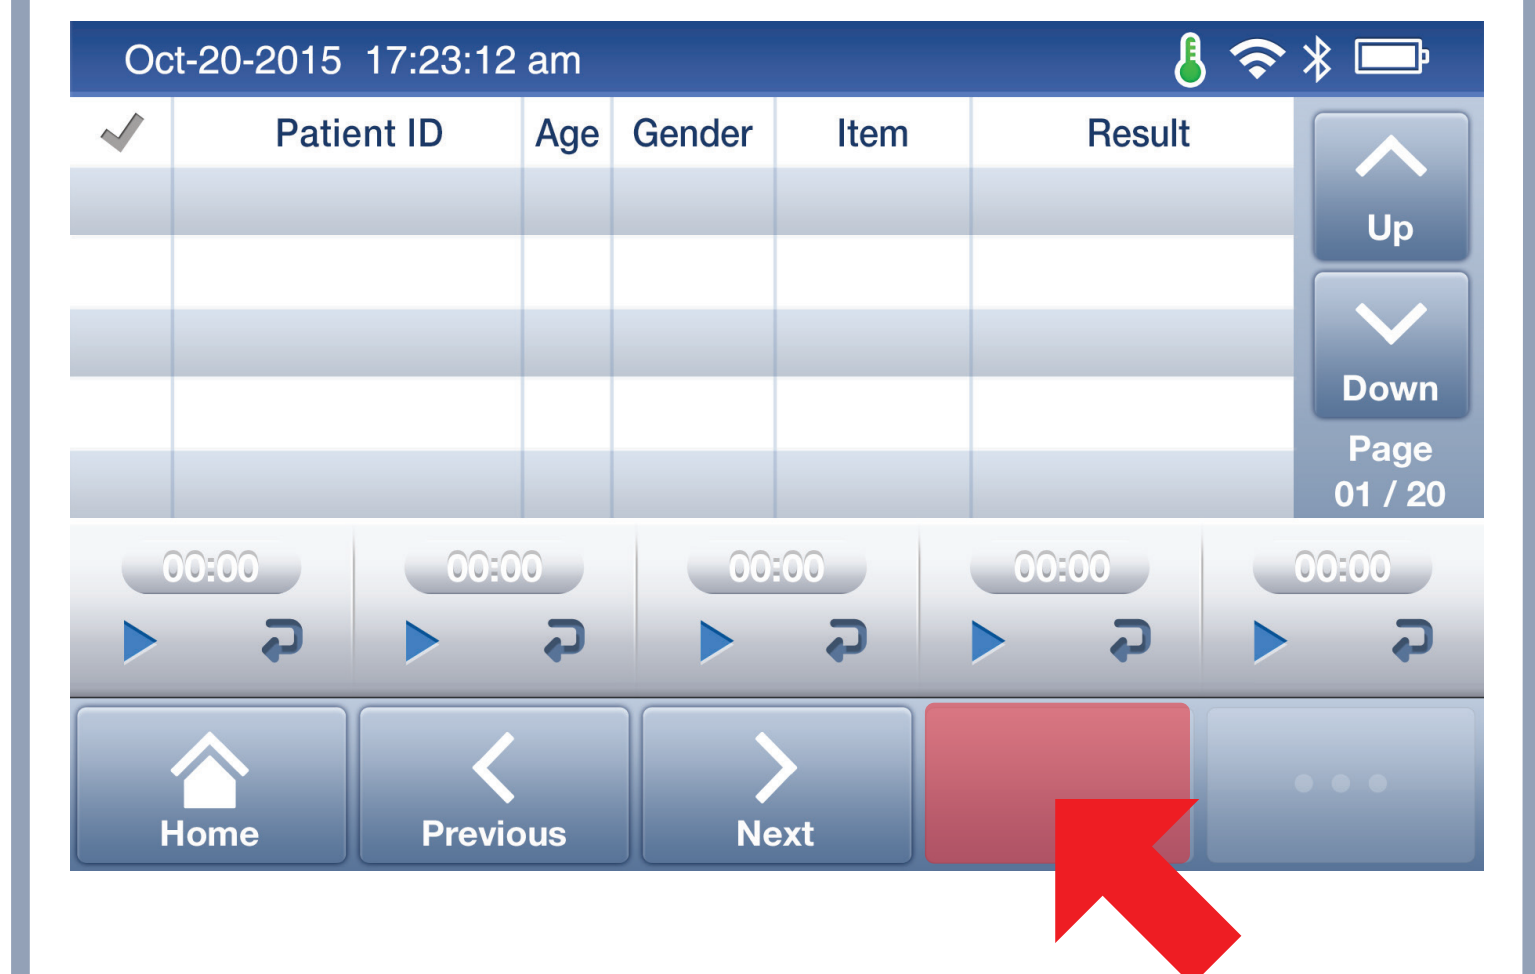 Oct-20-2015 17:23:12 am
Patient ID Age Gender Item Result
Up
Down
Page
01 / 20
00:00 00:00 00:00 00:00 00:00
Home Previous Next